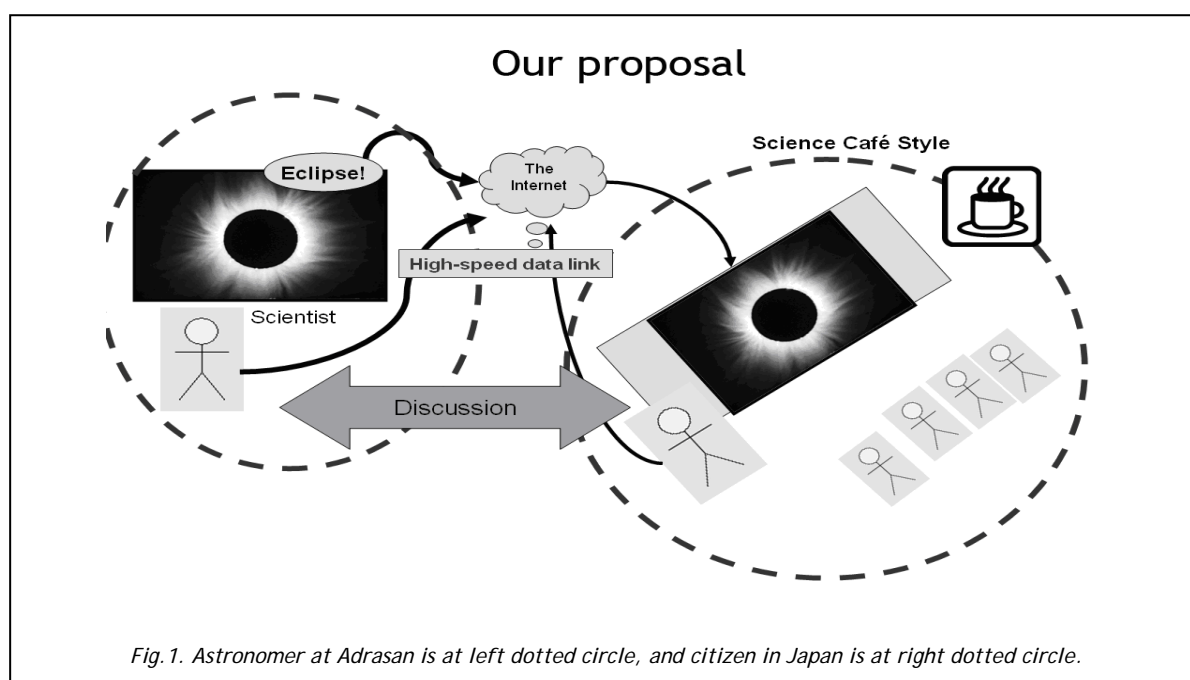 Our proposal
Science Café Style
Eclipse!
The
Internet
High-speed data link
Scientist
Discussion
Fig.1. Astronomer at Adrasan is at left dotted circle, and citizen in Japan is at right dotted circle.